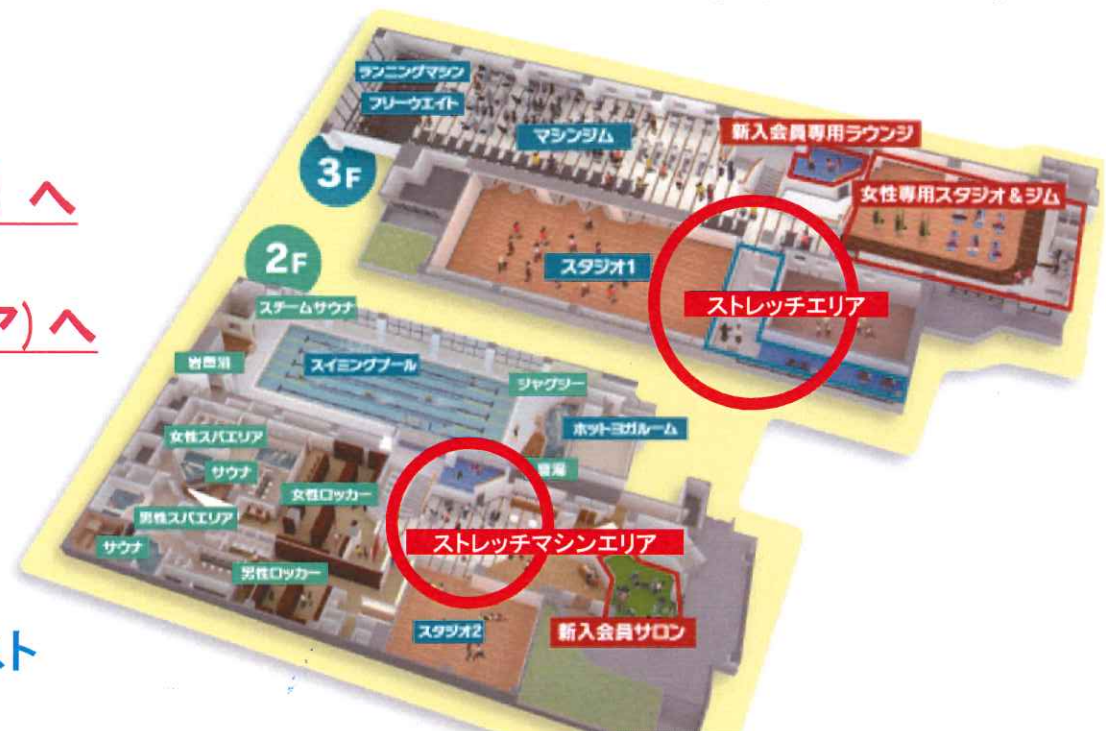 ランニングマシン
フリーウエイト
マシンジム
新入会員専用ラウンジ
3F
女性専用スタジオ&ジム
へ
2F
スタジオ1
ストレッチエリア
スチームサウナ
ア)へ
岩盤浴
スイミングプール
ジャグジー
ホットヨガルーム
女性スパエリア
サウナ
女性ロッカー
男性スパエリア
ストレッチマシンエリア
サウナ
男性ロッカー
スタジオ2
新入会員サロン
スト